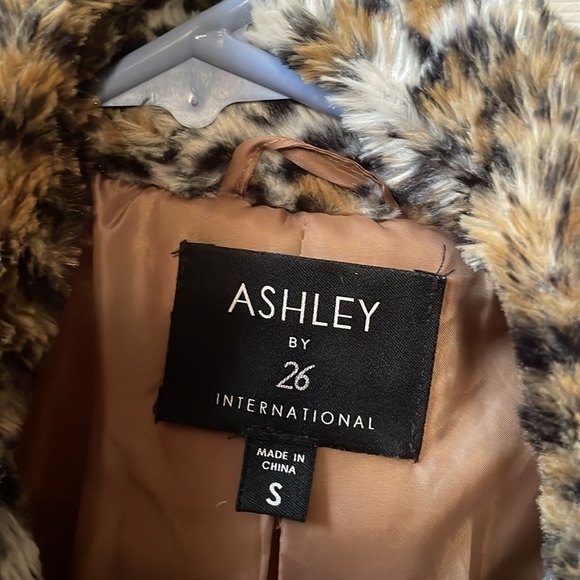 ASHLEY
BY
26
INTERNATIONAL
MADE IN
CHINA
S